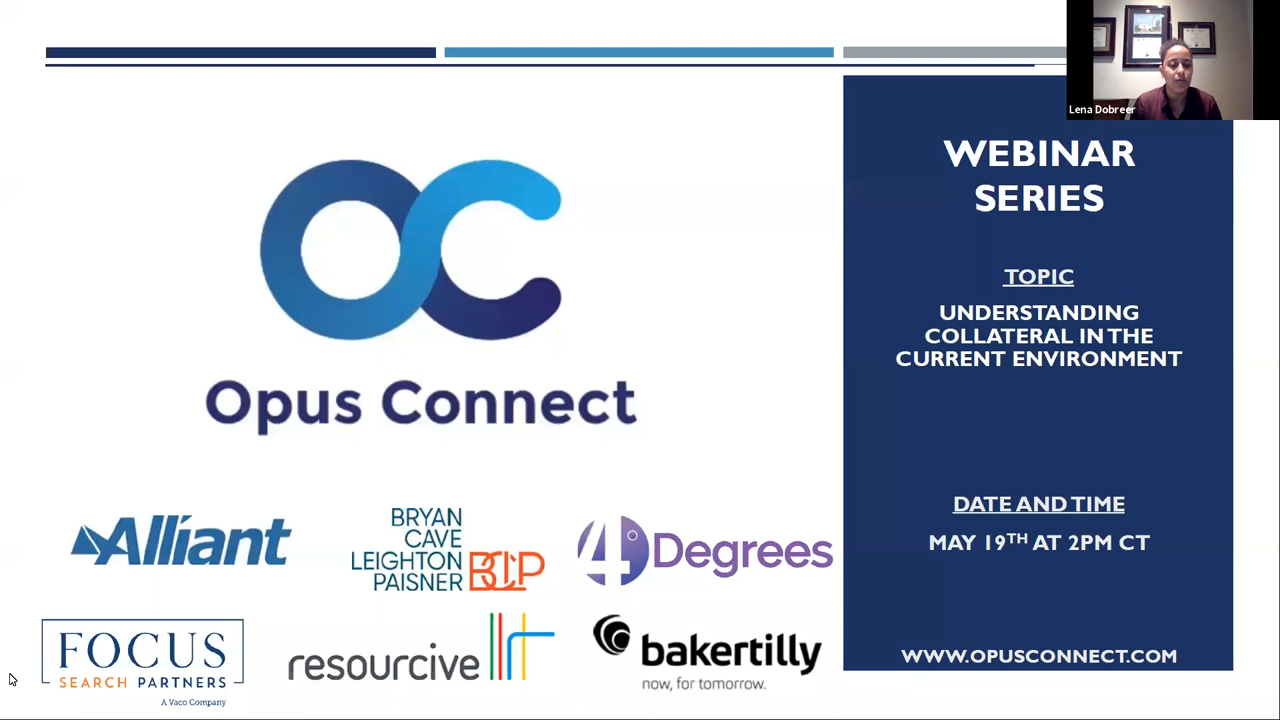 Lena Dobreer
WEBINAR
SERIES
TOPIC
UNDERSTANDING
COLLATERAL IN THE
CURRENT ENVIRONMENT
DATE AND TIME
MAY 19TH AT 2PM CT
WWW.OPUSCONNECT.COM
OC
Opus Connect
Alliant
BRYAN
CAVE
LEIGHTON
PAISNER BCLP
4Degrees
FOCUS
SEARCH PARTNERS
A Vaco Company
resourcive
bakertilly
now, for tomorrow.